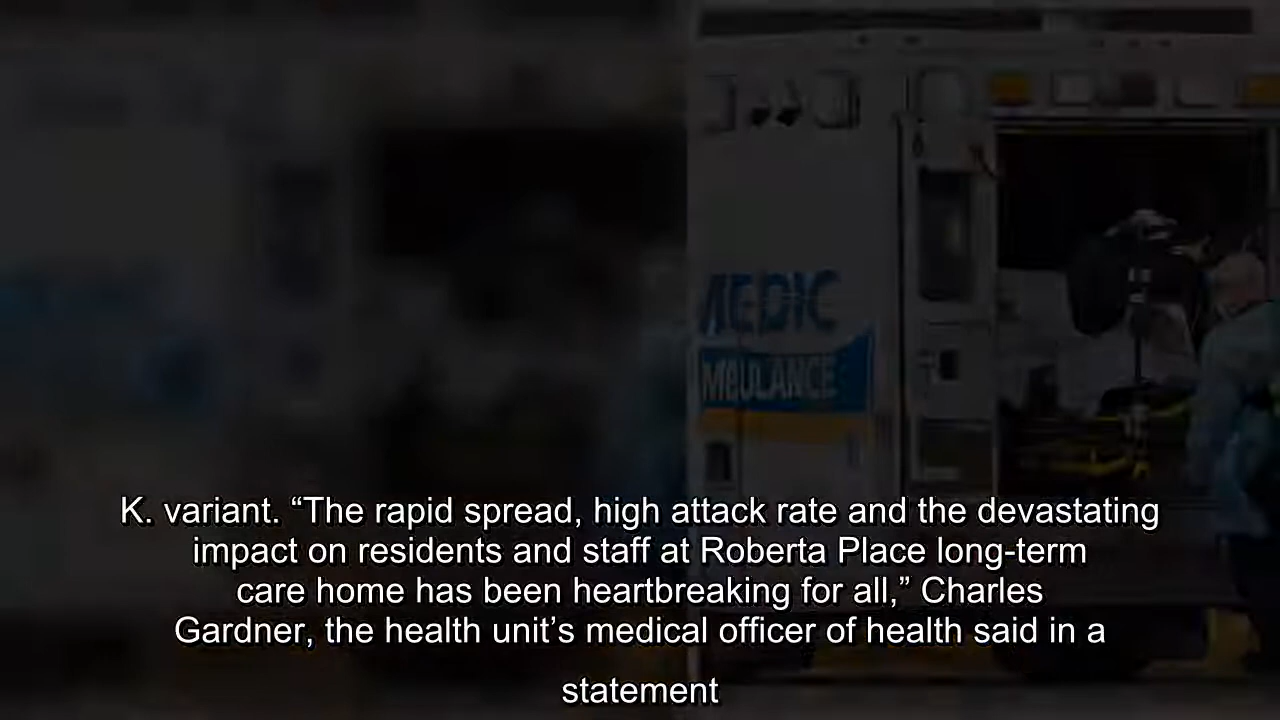 MEDIC
MBULANCE
K. variant. “The rapid spread, high attack rate and the devastating
impact on residents and staff at Roberta Place long-term
care home has been heartbreaking for all,” Charles
Gardner, the health unit’s medical officer of health said in a
statement